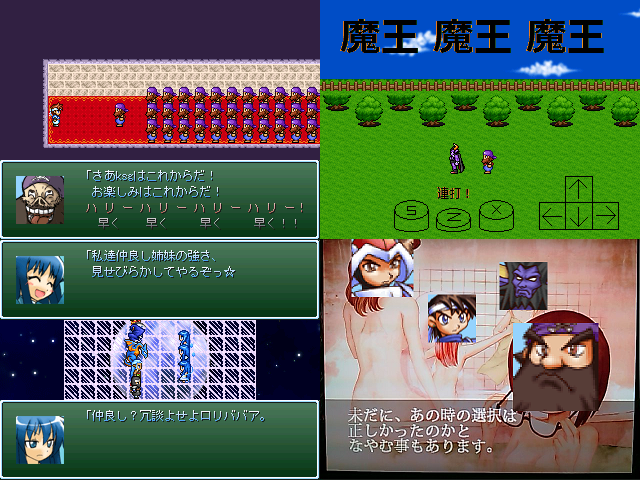 「さあksglはこれからだ！
お楽しみはこれからだ！
ハリーハリーハリーハリー！
早く 早く 早く 早く！！
魔王 魔王 魔王
連打！
S Z X
「私達仲良し姉妹の強さ、
見せびらかしてやるぞっ☆
「仲良し？冗談よせよロリババア。
未だに、あの時の選択は
正しかったのかと
なやむ事もあります。